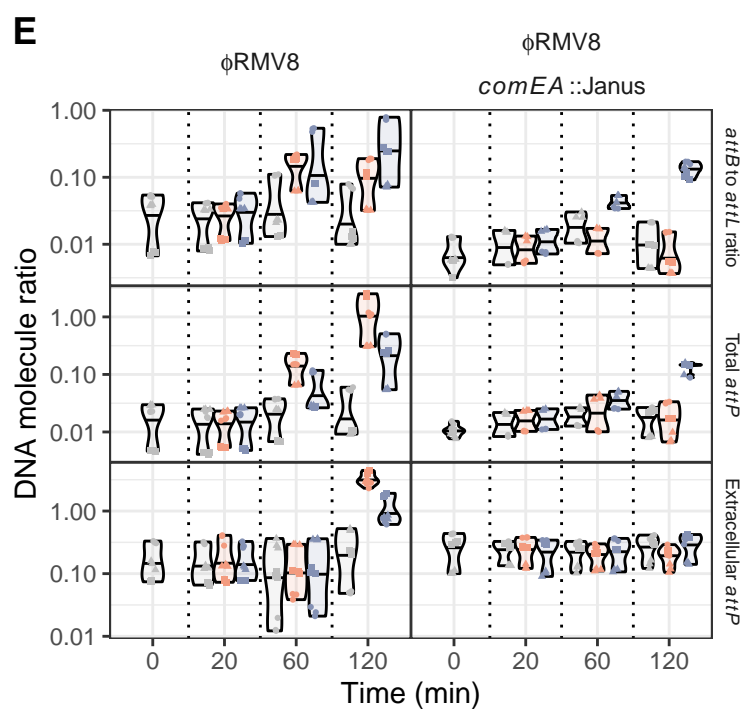 E
ϕRMV8
ϕRMV8
comEA::Janus
1.00
0.10
0.01
attB to attL ratio
1.00
0.10
0.01
Total attP
1.00
0.10
0.01
Extracellular attP
DNA molecule ratio
0 20 60 120 0 20 60 120
Time (min)